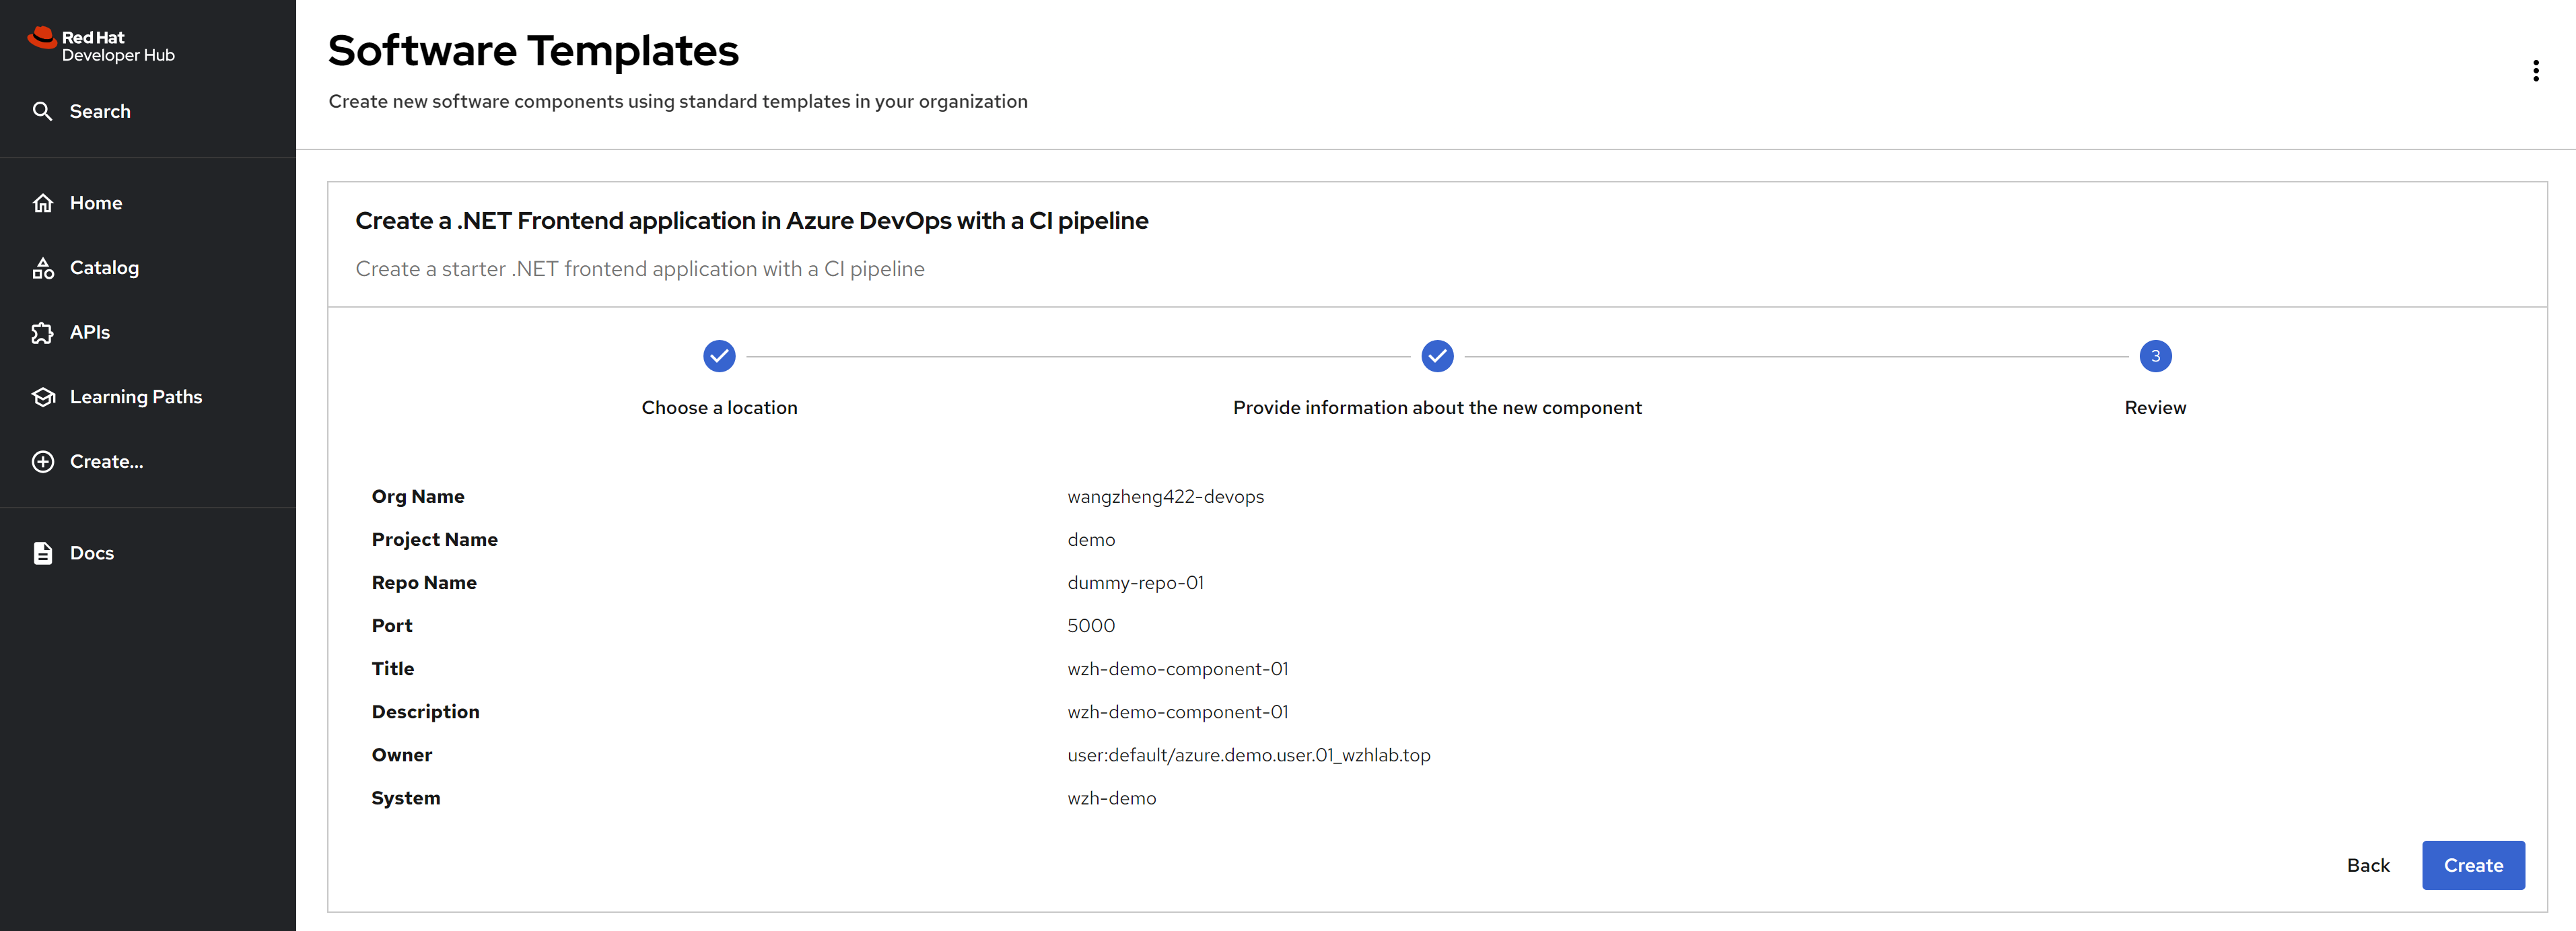 Red Hat
Developer Hub
Search
Home
Catalog
APIs
Learning Paths
Create...
Docs
Software Templates
Create new software components using standard templates in your organization
Create a .NET Frontend application in Azure DevOps with a CI pipeline
Create a starter .NET frontend application with a CI pipeline
3
Choose a location
Provide information about the new component
Review
Org Name wangzheng422-devops
Project Name demo
Repo Name dummy-repo-01
Port 5000
Title wzh-demo-component-01
Description wzh-demo-component-01
Owner user:default/azure.demo.user.01_wzhlab.top
System wzh-demo
Back Create